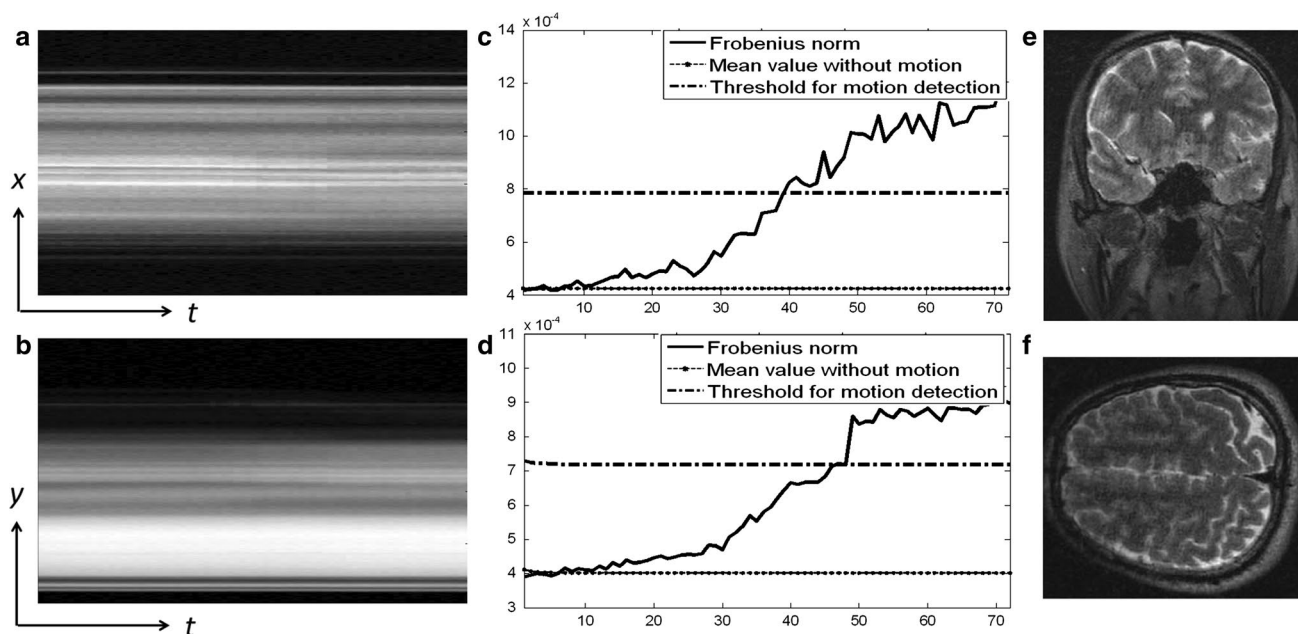 a
x
t
b
y
t
c
x 10⁻⁴
14
12
10
8
6
4
Frobenius norm
Mean value without motion
Threshold for motion detection
10 20 30 40 50 60 70
d
x 10⁻⁴
11
10
9
8
7
6
5
4
3
Frobenius norm
Mean value without motion
Threshold for motion detection
10 20 30 40 50 60 70
e
f